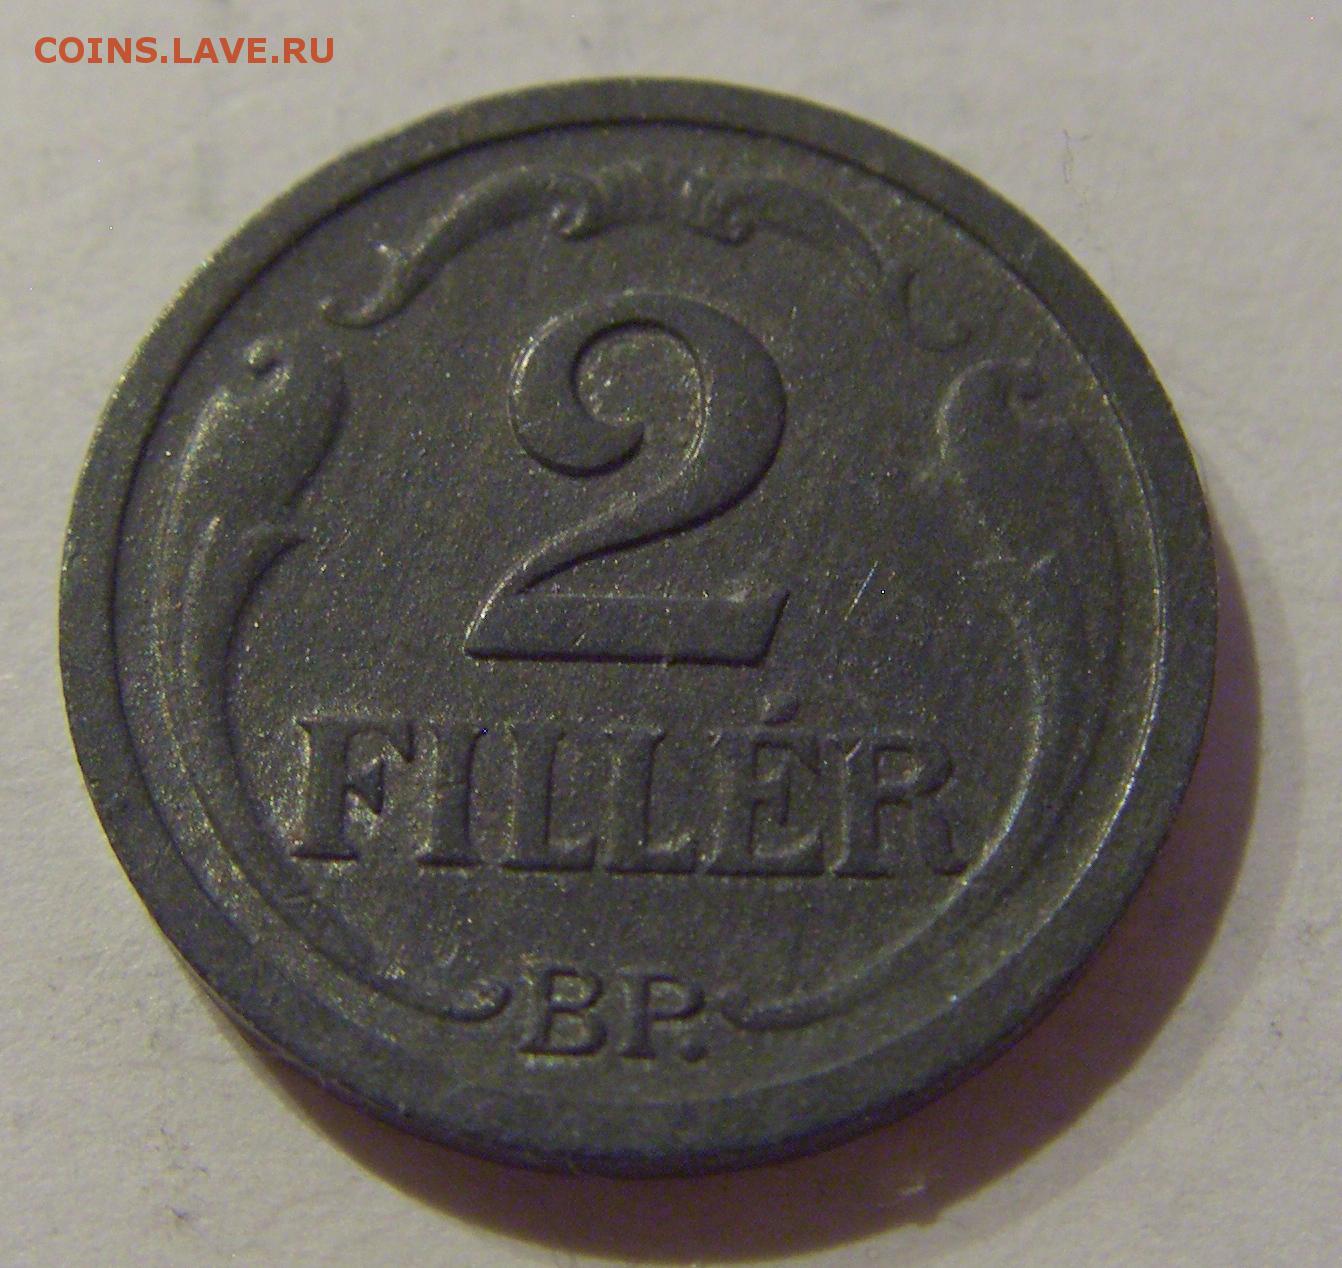 COINS.LAVE.RU
2
FILLÉR
BP.